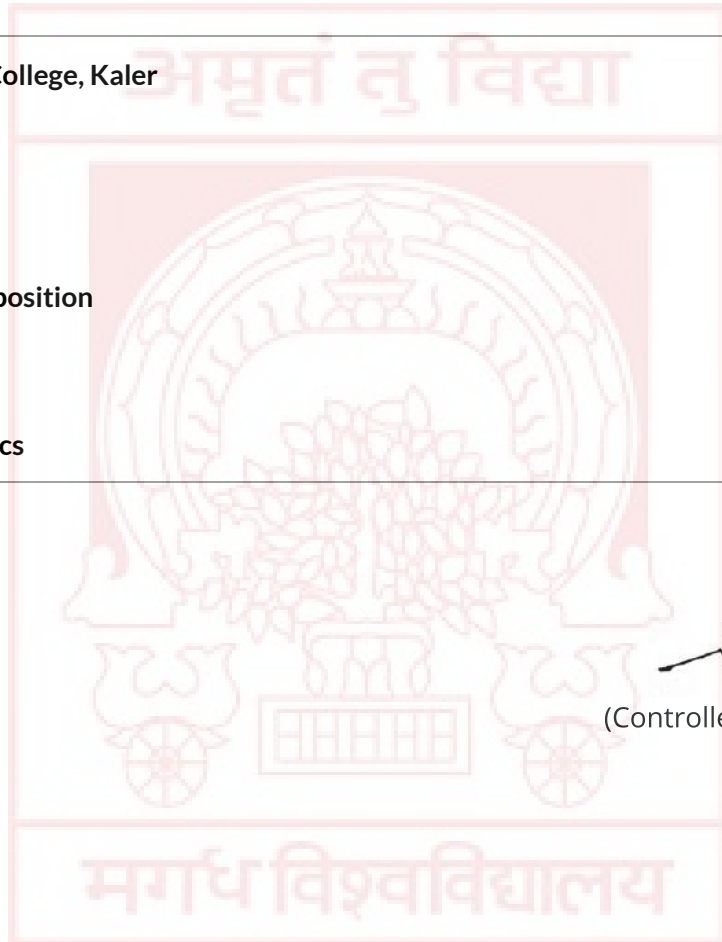 अमृतं तु विद्या
College, Kaler
position
cs
(Controlle
मगध विश्वविद्यालय